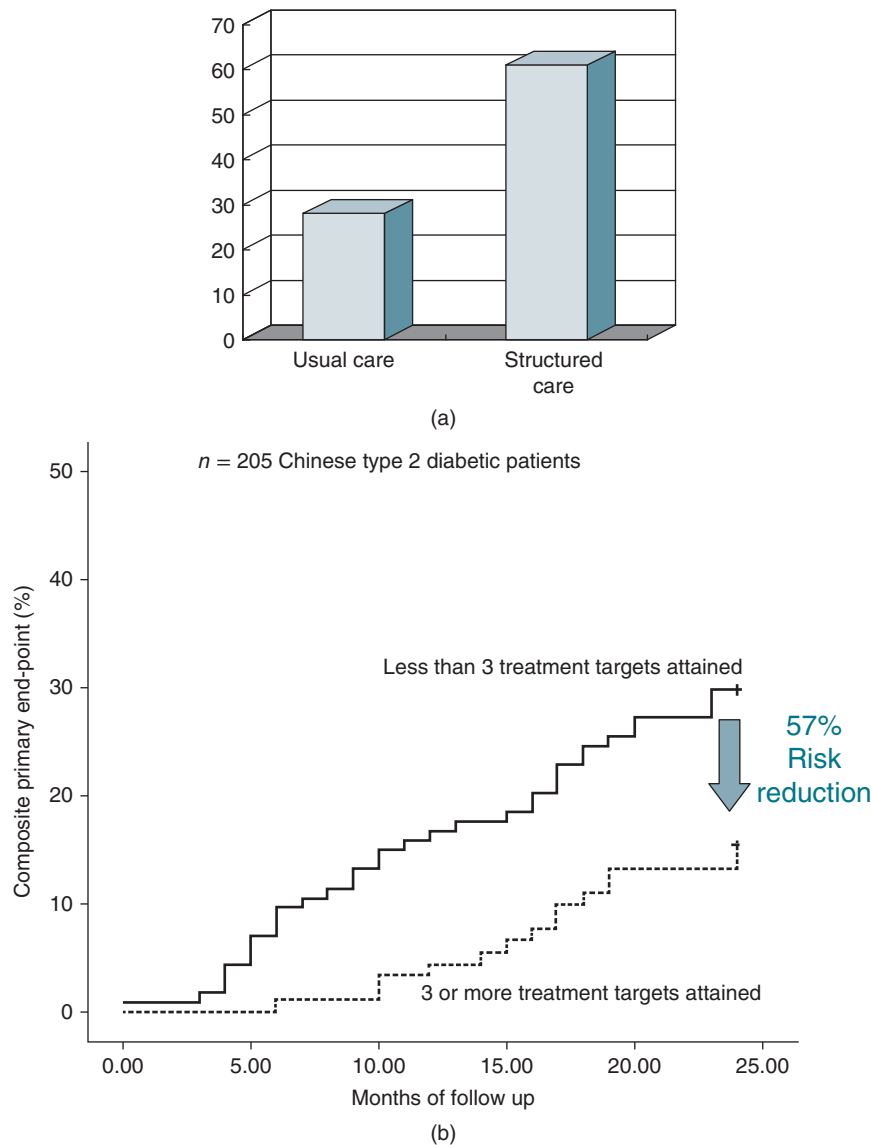 70
60
50
40
30
20
10
0
Usual care
Structured
care
(a)
n = 205 Chinese type 2 diabetic patients
50
40
30
20
10
0
Composite primary end-point (%)
Less than 3 treatment targets attained
57%
Risk
reduction
3 or more treatment targets attained
0.00 5.00 10.00 15.00 20.00 25.00
Months of follow up
(b)